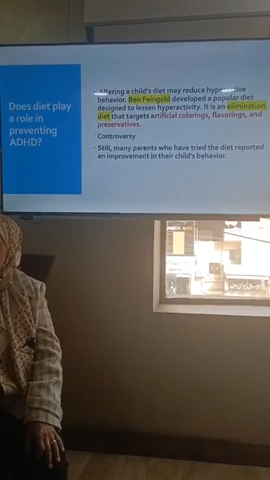 Does diet play
a role in
preventing
ADHD?
Altering a child's diet may reduce
behavior. Ben Feingold developed a popular diet
designed to lessen hyperactivity. It is an elimination
diet that targets artificial colorings, flavorings, and
preservatives.
Controversy
Still, many parents who have tried the diet reported
an improvement in their child's behavior.